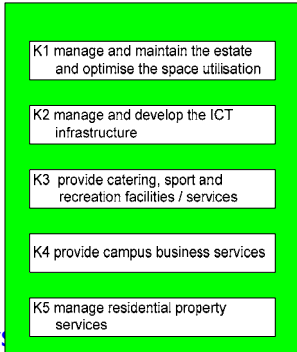 K1 manage and maintain the estate
and optimise the space utilisation
K2 manage and develop the ICT
infrastructure
K3 provide catering, sport and
recreation facilities / services
K4 provide campus business services
K5 manage residential property
services